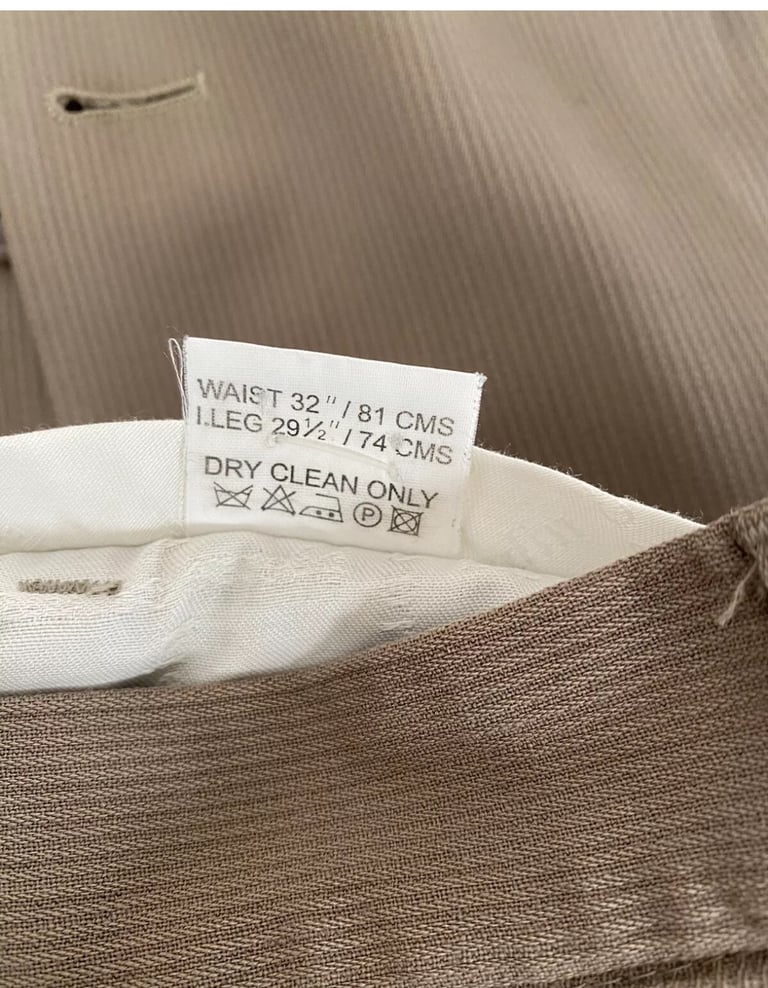 WAIST 32" / 81 CMS
I.LEG 29½" / 74 CMS
DRY CLEAN ONLY
P